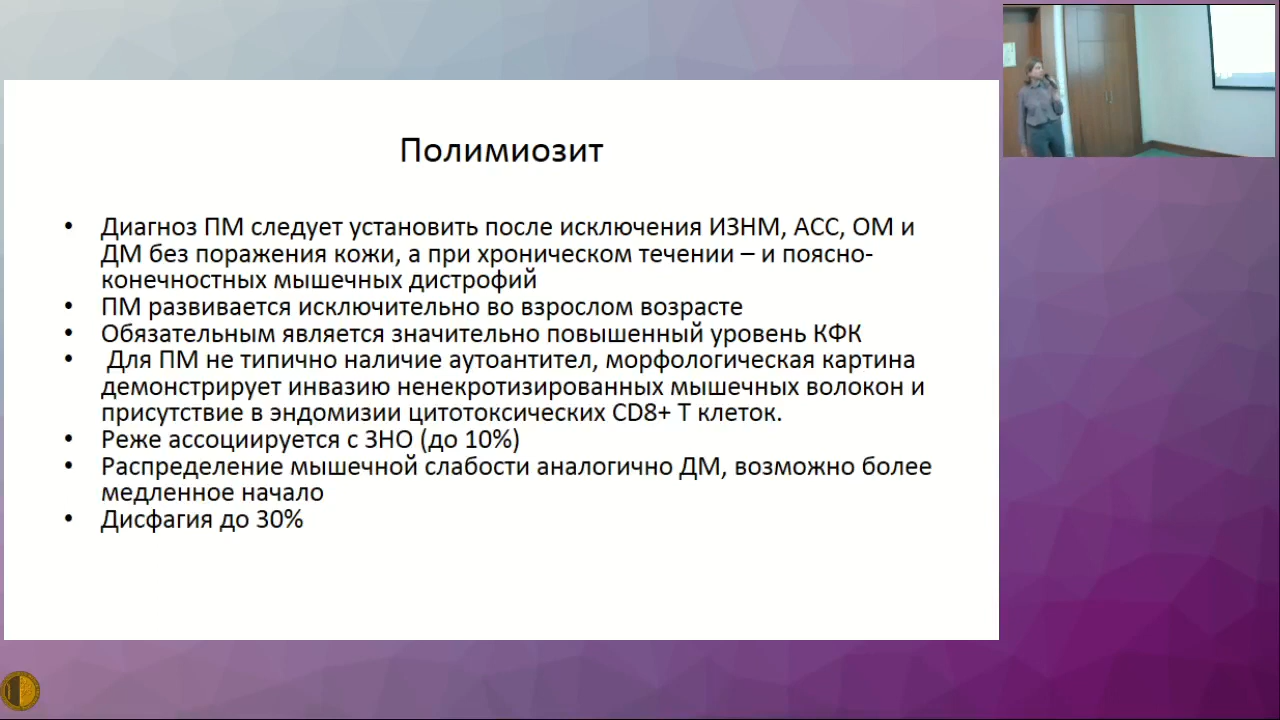 Полимиозит
• Диагноз ПМ следует установить после исключения ИЗНМ, АСС, ОМ и
ДМ без поражения кожи, а при хроническом течении – и поясно-
конечностных мышечных дистрофий
• ПМ развивается исключительно во взрослом возрасте
• Обязательным является значительно повышенный уровень КФК
• Для ПМ не типично наличие аутоантител, морфологическая картина
демонстрирует инвазию ненекротизированных мышечных волокон и
присутствие в эндомизии цитотоксических CD8+ Т клеток.
• Реже ассоциируется с ЗНО (до 10%)
• Распределение мышечной слабости аналогично ДМ, возможно более
медленное начало
• Дисфагия до 30%